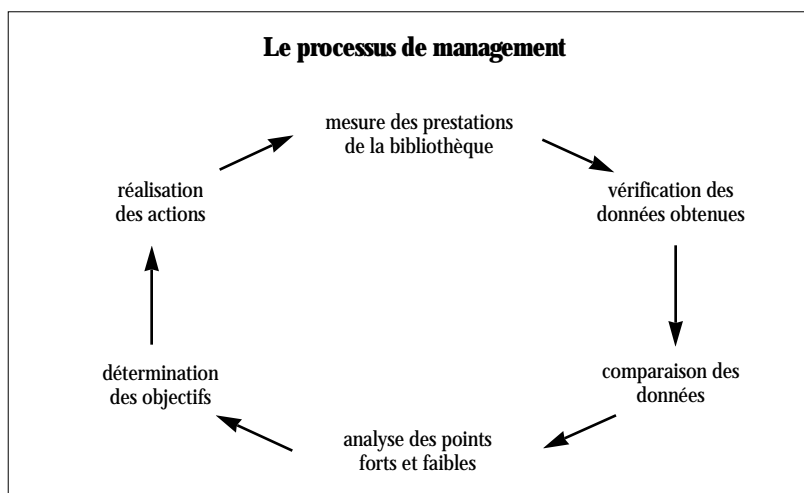 Le processus de management
mesure des prestations
de la bibliothèque
vérification des
données obtenues
comparaison des
données
analyse des points
forts et faibles
détermination
des objectifs
réalisation
des actions